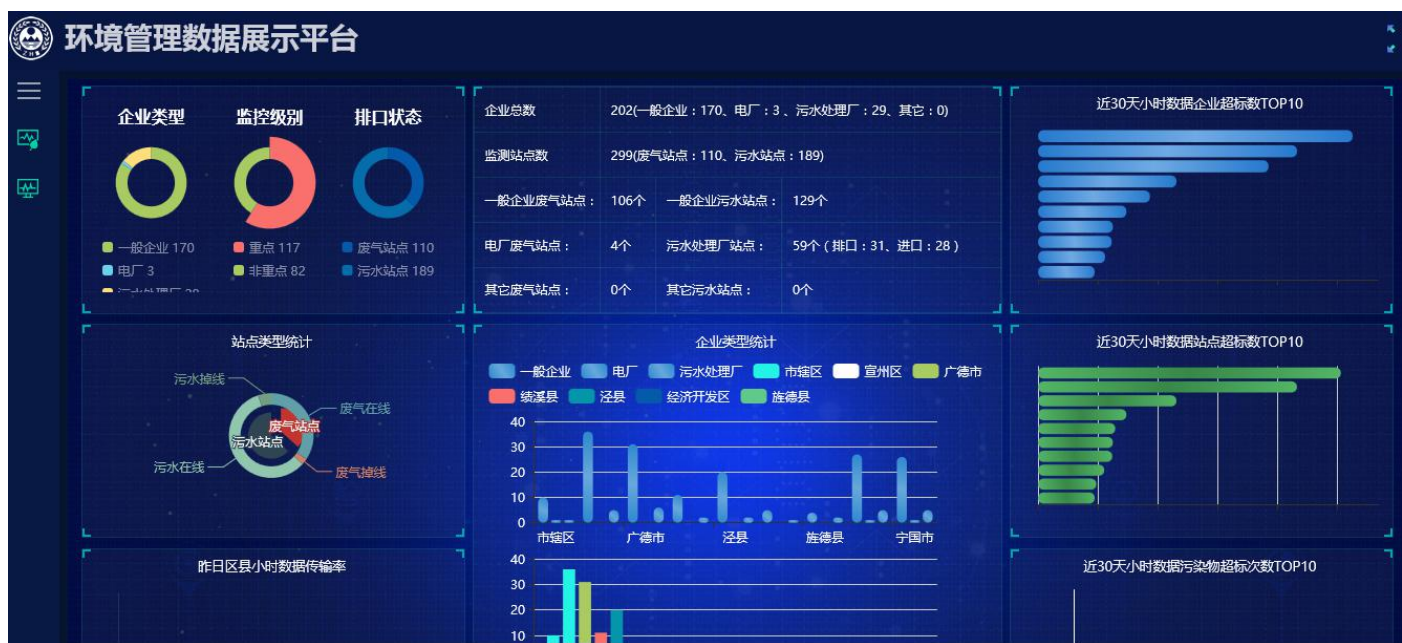 环境管理数据展示平台
企业类型 监控级别 排口状态
一般企业 170 重点 117 废气站点 110
电厂 3 非重点 82 污水站点 189
企业总数 202(一般企业：170、电厂：3 、污水处理厂：29、其它：0)
监测站点数 299(废气站点：110、污水站点：189)
一般企业废气站点： 106个 一般企业污水站点： 129个
电厂废气站点： 4个 污水处理厂站点： 59个 ( 排口：31、进口：28 )
其它废气站点： 0个 其它污水站点： 0个
近30天小时数据企业超标数TOP10
站点类型统计
污水掉线
废气在线
废气站点
污水站点
污水在线
废气掉线
企业类型统计
一般企业 电厂 污水处理厂 市辖区 宣州区 广德市
绩溪县 泾县 经济开发区 旌德县
40
30
20
10
0
市辖区 广德市 泾县 旌德县 宁国市
40
30
20
10
近30天小时数据站点超标数TOP10
昨日区县小时数据传输率
近30天小时数据污染物超标次数TOP10